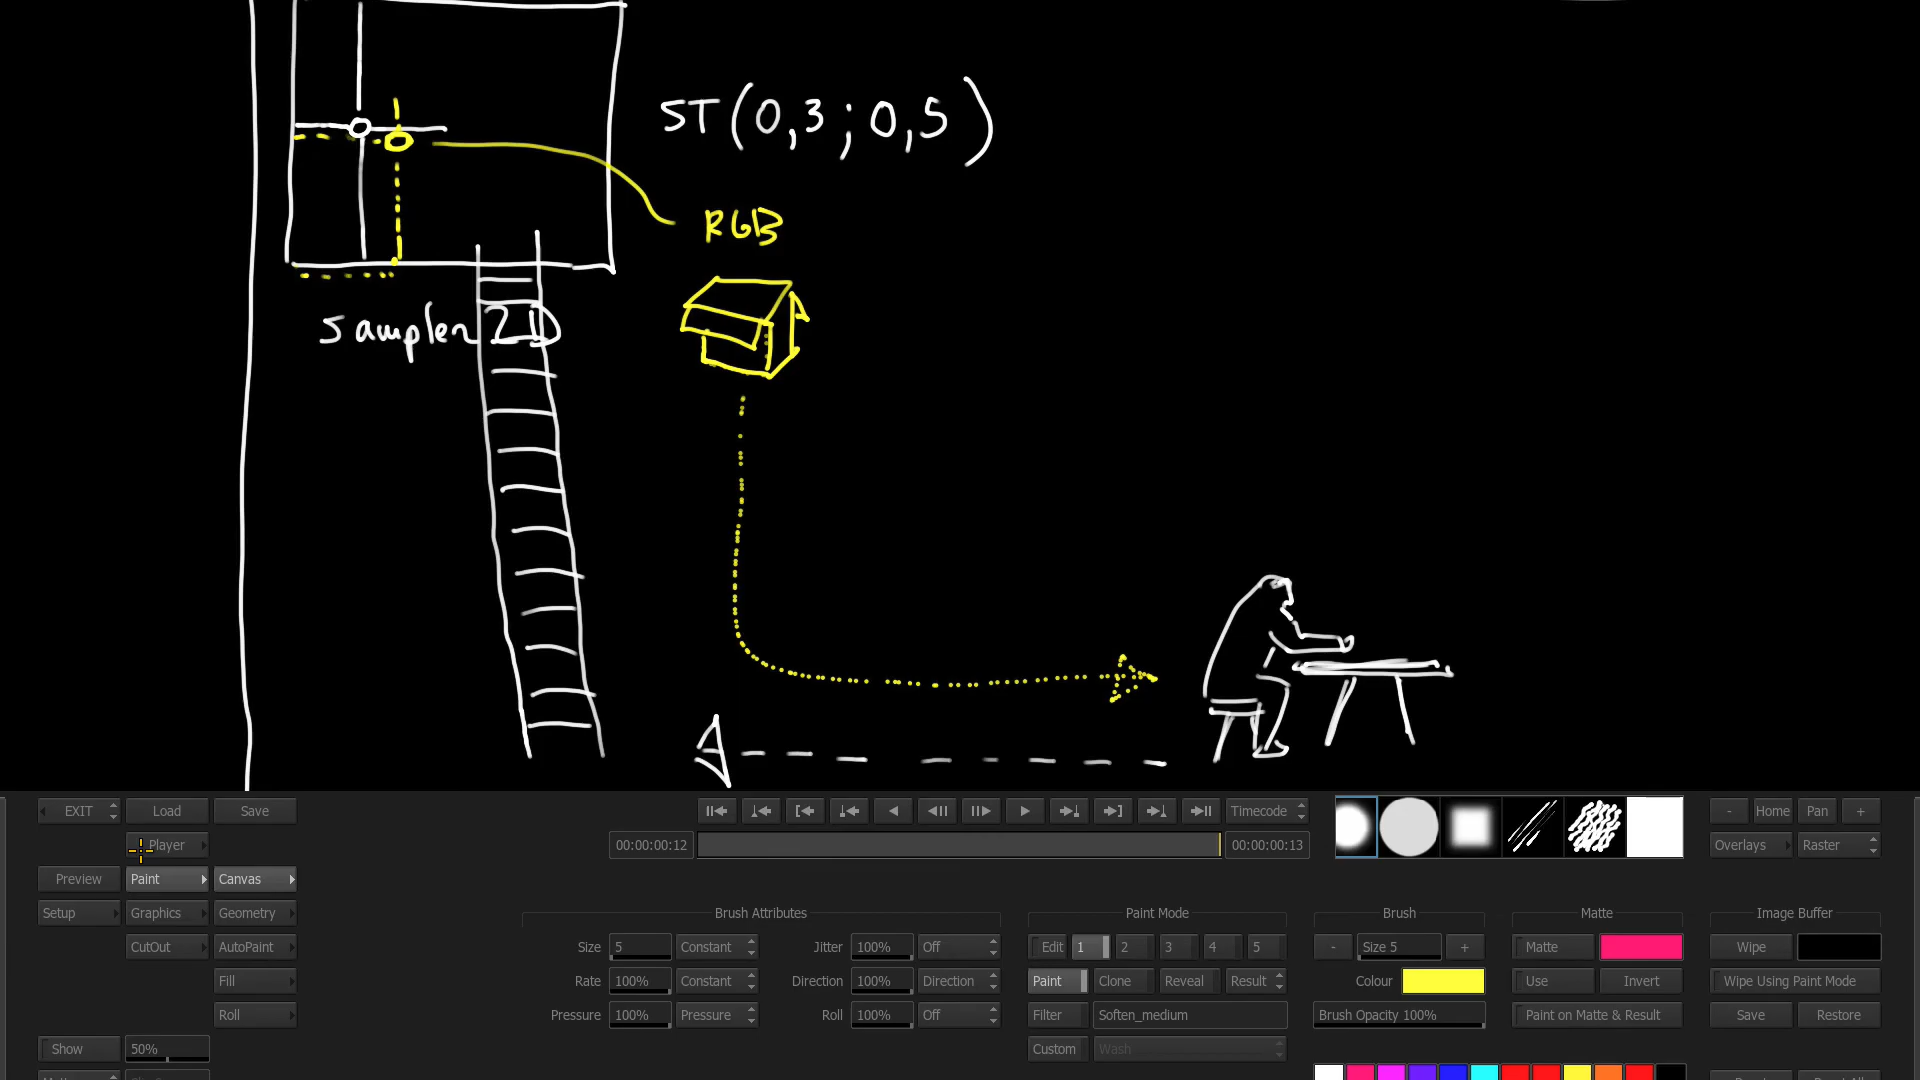 ST(0,3;0,5)
RGB
Sampler 2D
EXIT Load Save
00:00:00:12 00:00:00:13 Timecode
Player
Preview Paint Canvas
Setup Graphics Geometry
CutOut AutoPaint
Fill
Roll
Show 50%
Brush Attributes
Size 5 Constant Jitter 100% Off
Rate 100% Constant Direction 100% Direction
Pressure 100% Pressure Roll 100% Off
Paint Mode
Edit 1 2 3 4 5
Paint Clone Reveal Result
Filter Soften_medium
Custom Wash
Brush
- Size 5 +
Colour
Brush Opacity 100%
Matte
Matte
Use Invert
Paint on Matte & Result
- Home Pan +
Overlays Raster
Image Buffer
Wipe
Wipe Using Paint Mode
Save Restore